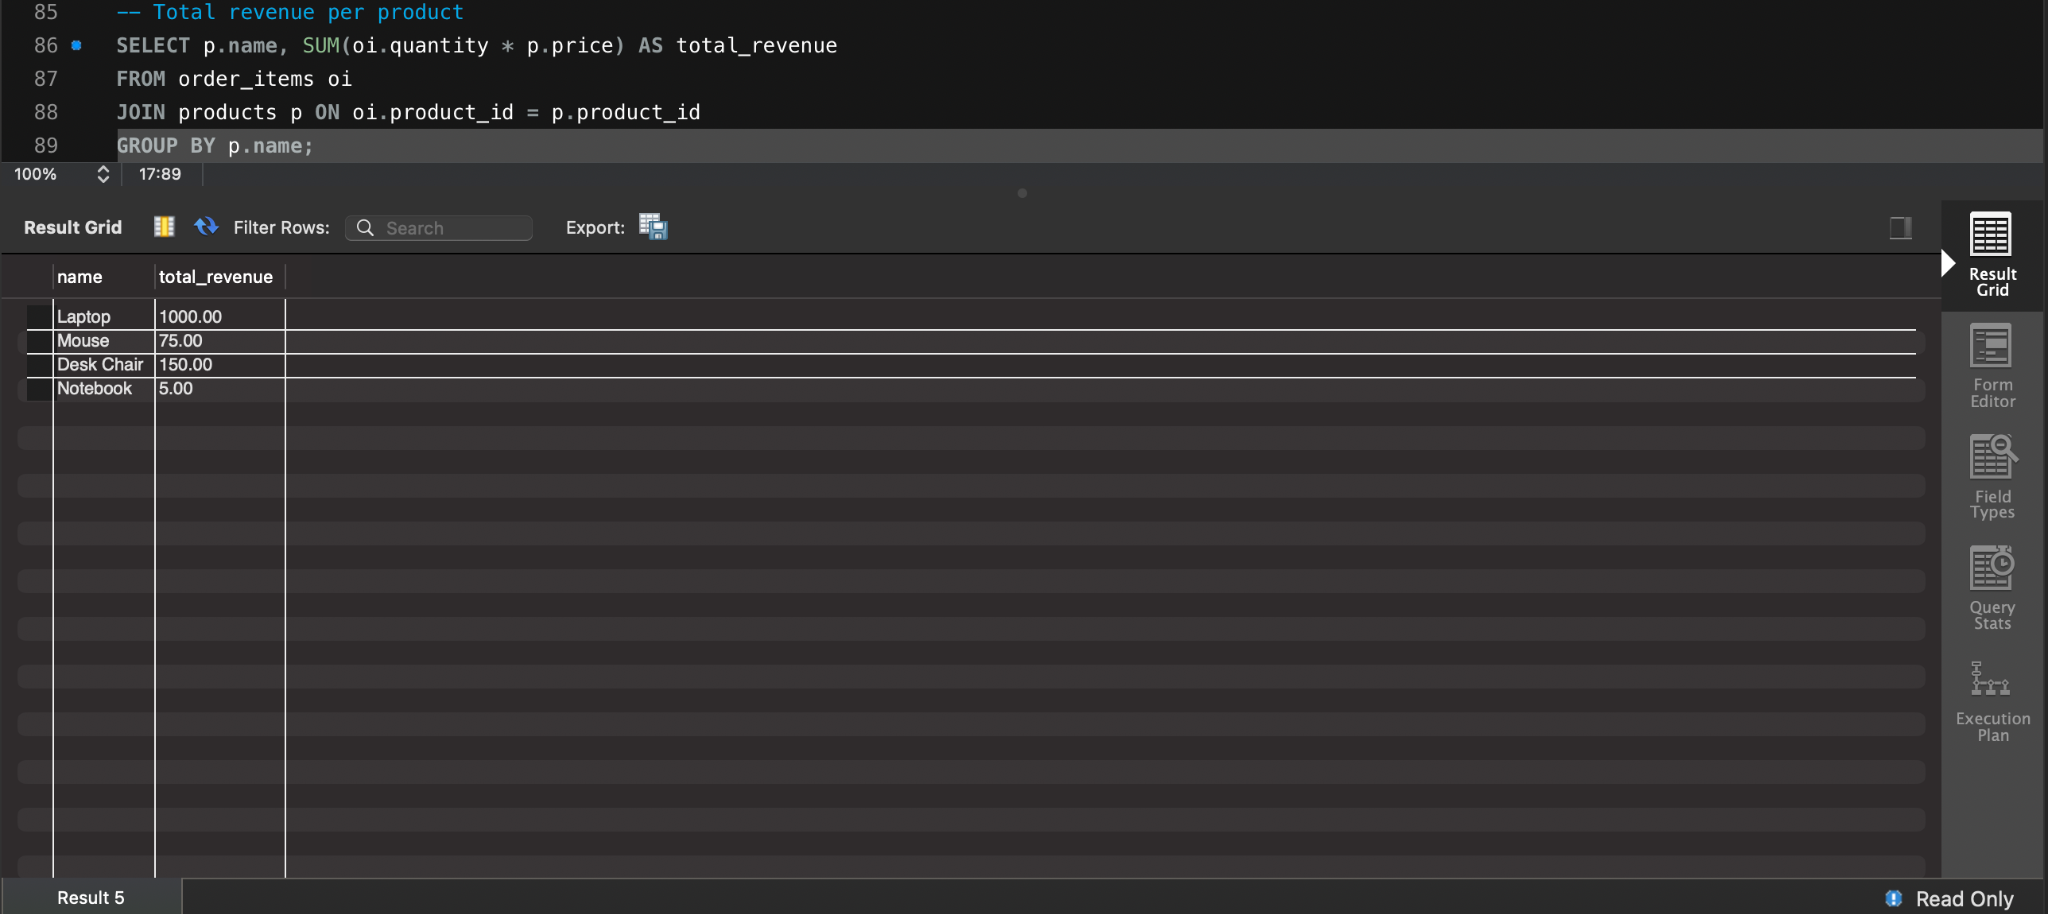 85 -- Total revenue per product
86 SELECT p.name, SUM(oi.quantity * p.price) AS total_revenue
87 FROM order_items oi
88 JOIN products p ON oi.product_id = p.product_id
89 GROUP BY p.name;
100% 17:89
Result Grid Filter Rows: Search Export:
name total_revenue
Laptop 1000.00
Mouse 75.00
Desk Chair 150.00
Notebook 5.00
Result
Grid
Form
Editor
Field
Types
Query
Stats
Execution
Plan
Result 5 Read Only